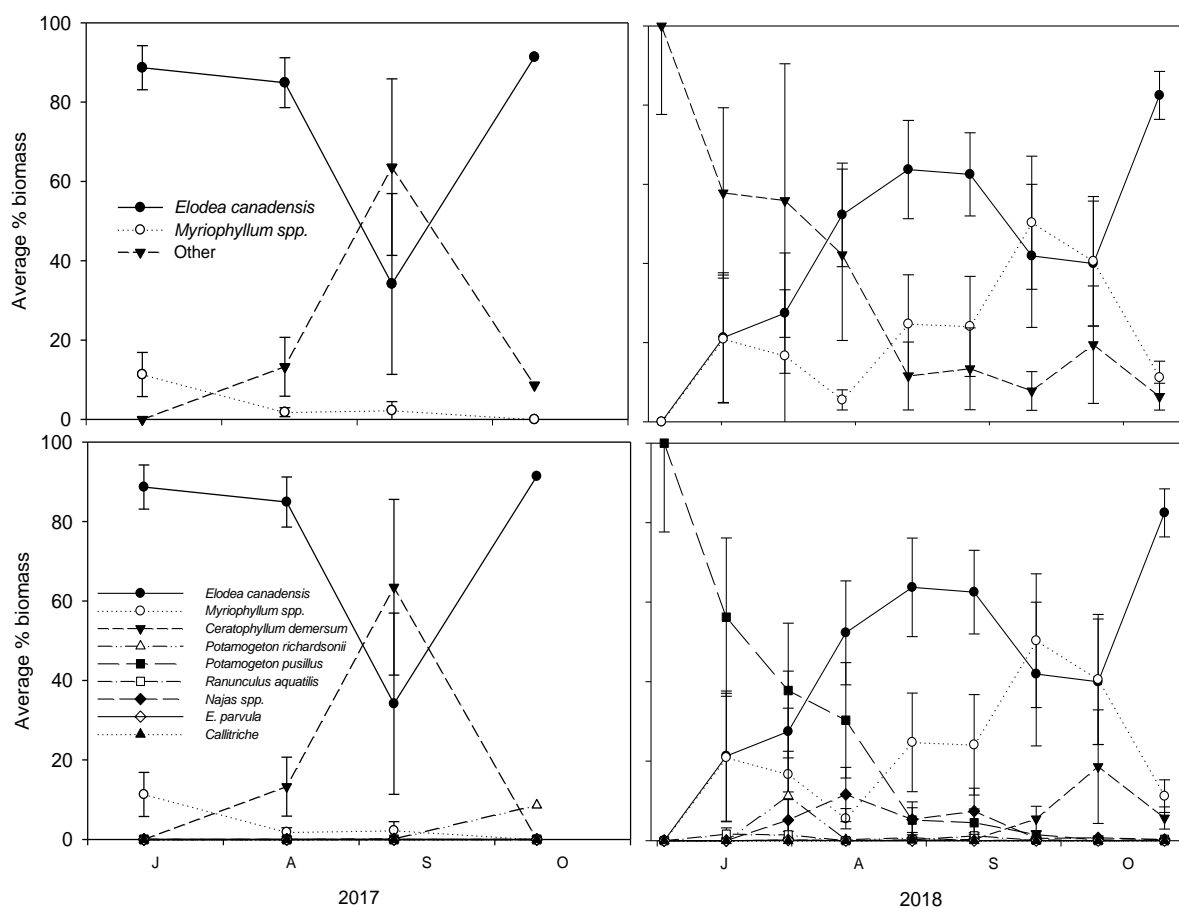 100
80
60
40
20
0
Average % biomass
Elodea canadensis
Myriophyllum spp.
Other
100
80
60
40
20
0
Average % biomass
Elodea canadensis
Myriophyllum spp.
Ceratophyllum demersum
Potamogeton richardsonii
Potamogeton pusillus
Ranunculus aquatilis
Najas spp.
E. parvula
Callitriche
J A S O
2017
J A S O
2018